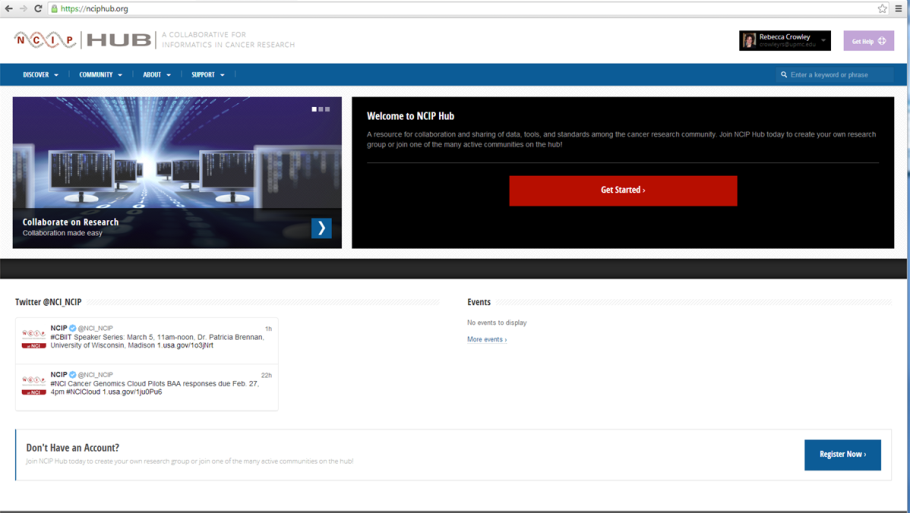 https://nciphub.org
NCIP HUB
A COLLABORATIVE FOR
INFORMATICS IN CANCER RESEARCH
Rebecca Crowley
Get Help
DISCOVER
COMMUNITY
ABOUT
SUPPORT
Enter a keyword or phrase
Collaborate on Research
Collaboration made easy
Welcome to NCIP Hub
A resource for collaboration and sharing of data, tools, and standards among the cancer research community. Join NCIP Hub today to create your own research
group or join one of the many active communities on the hub!
Get Started ›
Twitter @NCI_NCIP
NCIP @NCI_NCIP 1h
#CBIIT Speaker Series: March 5, 11am-noon, Dr. Patricia Brennan,
University of Wisconsin, Madison 1.usa.gov/1o3jNrt
NCIP @NCI_NCIP 22h
#NCI Cancer Genomics Cloud Pilots BAA responses due Feb. 27,
4pm #NCICloud 1.usa.gov/1ju0Pu6
Events
No events to display
More events ›
Don't Have an Account?
Join NCIP Hub today to create your own research group or join one of the many active communities on the hub!
Register Now ›